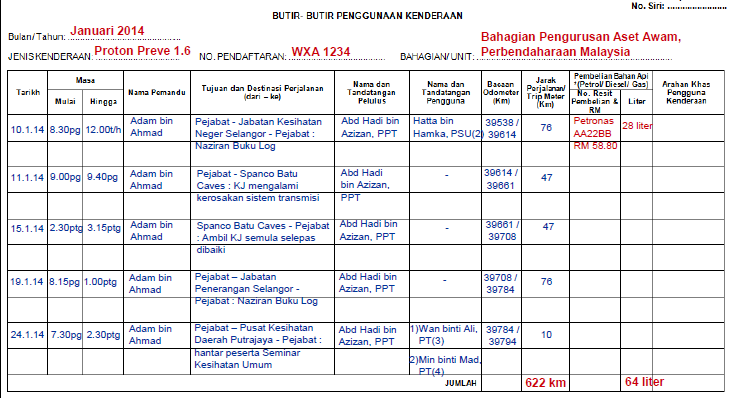 No. Siri: ........................
BUTIR- BUTIR PENGGUNAAN KENDERAAN
Bulan/ Tahun: Januari 2014
JENIS KENDERAAN: Proton Preve 1.6 NO. PENDAFTARAN: WXA 1234 BAHAGIAN/ UNIT: Bahagian Pengurusan Aset Awam,
Perbendaharaan Malaysia
Tarikh Masa Nama Pemandu Tujuan dan Destinasi Perjalanan
(dari – ke) Nama dan
Tandatangan
Pelulus Nama dan
Tandatangan
Pengguna Bacaan
Odometer
(Km) Jarak
Perjalanan/
Trip Meter
(Km) Pembelian Bahan Api
*(Petrol/ Diesel/ Gas) Arahan Khas
Pengguna
Kenderaan
Mulai Hingga No. Resit
Pembelian &
RM Liter
10.1.14 8.30pg 12.00t/h Adam bin
Ahmad Pejabat - Jabatan Kesihatan
Neger Selangor - Pejabat :
Naziran Buku Log Abd Hadi bin
Azizan, PPT Hatta bin
Hamka, PSU(2) 39538 /
39614 76 Petronas
AA22BB
RM 58.80 28 liter
11.1.14 9.00pg 9.40pg Adam bin
Ahmad Pejabat - Spanco Batu
Caves : KJ mengalami
kerosakan sistem transmisi Abd Hadi
bin Azizan,
PPT - 39614 /
39661 47
15.1.14 2.30ptg 3.15ptg Adam bin
Ahmad Spanco Batu Caves - Pejabat
: Ambil KJ semula selepas
dibaiki Abd Hadi bin
Azizan, PPT - 39661 /
39708 47
19.1.14 8.15pg 1.00ptg Adam bin
Ahmad Pejabat – Jabatan
Penerangan Selangor -
Pejabat : Naziran Buku Log Abd Hadi bin
Azizan, PPT - 39708 /
39784 76
24.1.14 7.30pg 2.30ptg Adam bin
Ahmad Pejabat – Pusat Kesihatan
Daerah Putrajaya - Pejabat :
hantar peserta Seminar
Kesihatan Umum Abd Hadi bin
Azizan, PPT 1)Wan binti Ali,
PT(3)
2)Min binti Mad,
PT(4) 39784 /
39794 10
JUMLAH 622 km 64 liter